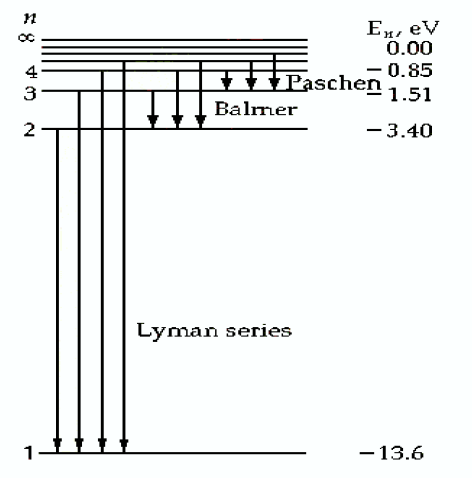 n
Eₙ, eV
∞
0.00
4
−0.85
Paschen
3
−1.51
Balmer
2
−3.40
Lyman series
1
−13.6